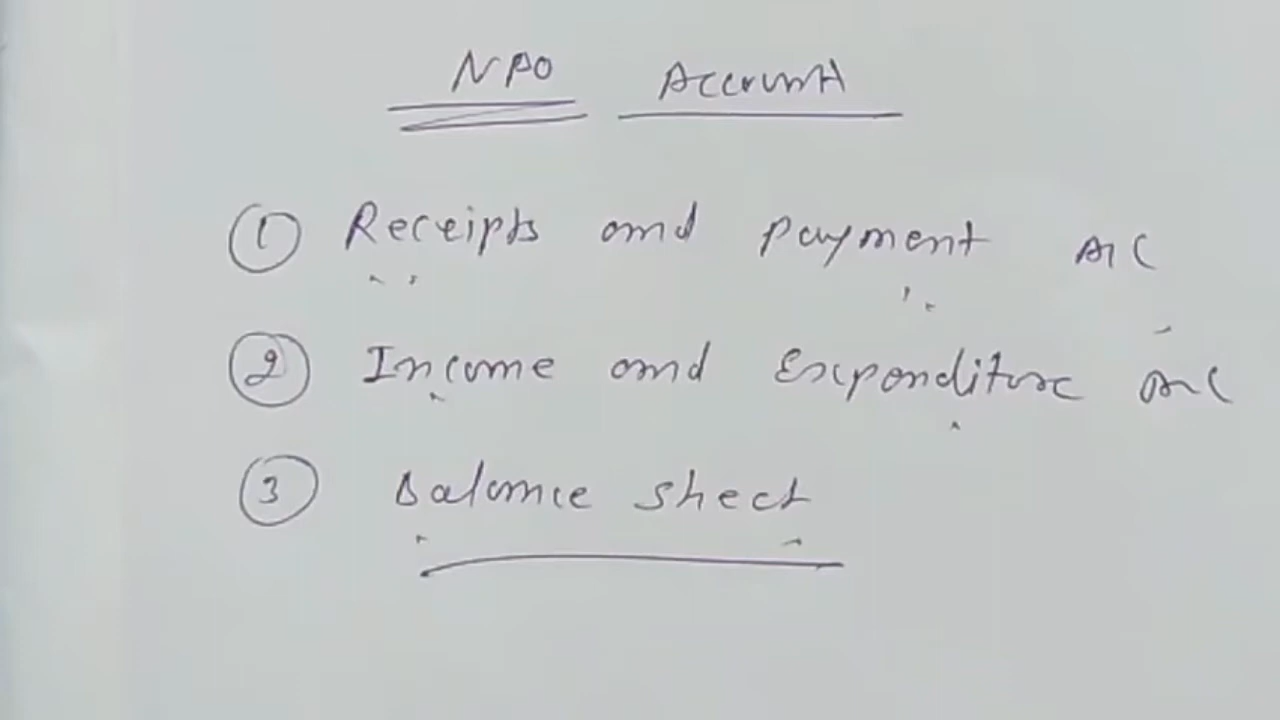 NPO Account
① Receipts and payment A/C
② Income and Expenditure A/C
③ Balance sheet